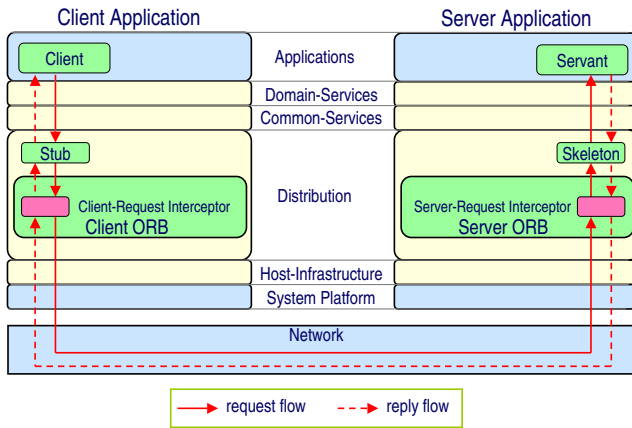 Client Application
Server Application
Client
Applications
Servant
Domain-Services
Common-Services
Stub
Skeleton
Distribution
Client-Request Interceptor
Client ORB
Server-Request Interceptor
Server ORB
Host-Infrastructure
System Platform
Network
request flow
reply flow